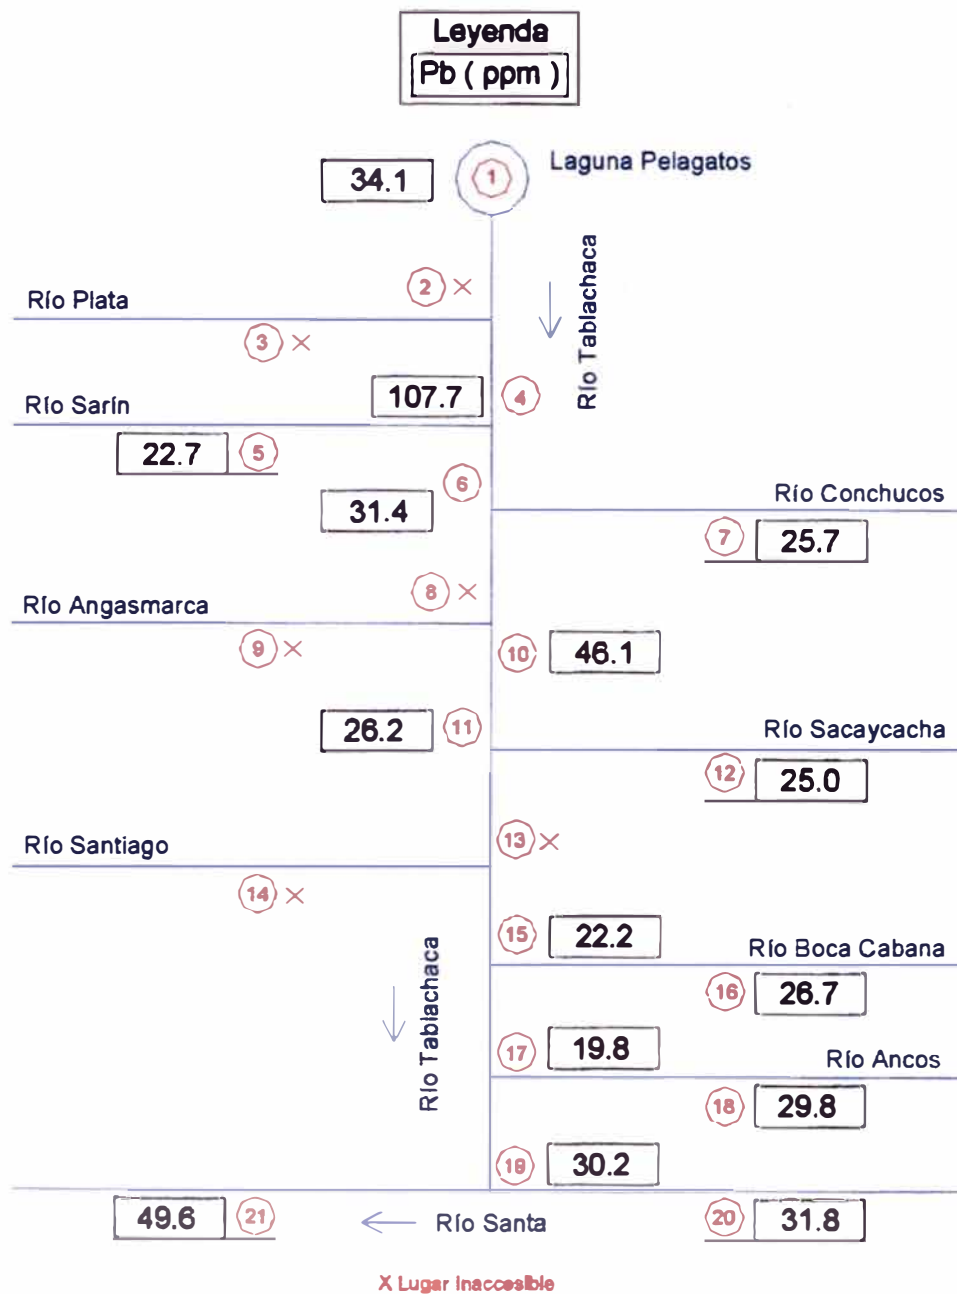 Leyenda
Pb ( ppm )
34.1
1
Laguna Pelagatos
Río Tablachaca
2 X
Río Plata
3 X
107.7
4
Río Sarín
22.7
5
6
31.4
Río Conchucos
7
25.7
8 X
Río Angasmarca
9 X
10
46.1
26.2
11
Río Sacaycacha
12
25.0
13 X
Río Santiago
14 X
15
22.2
Río Boca Cabana
16
26.7
Río Tablachaca
17
19.8
Río Ancos
18
29.8
19
30.2
49.6
21
Río Santa
20
31.8
X Lugar Inaccesible